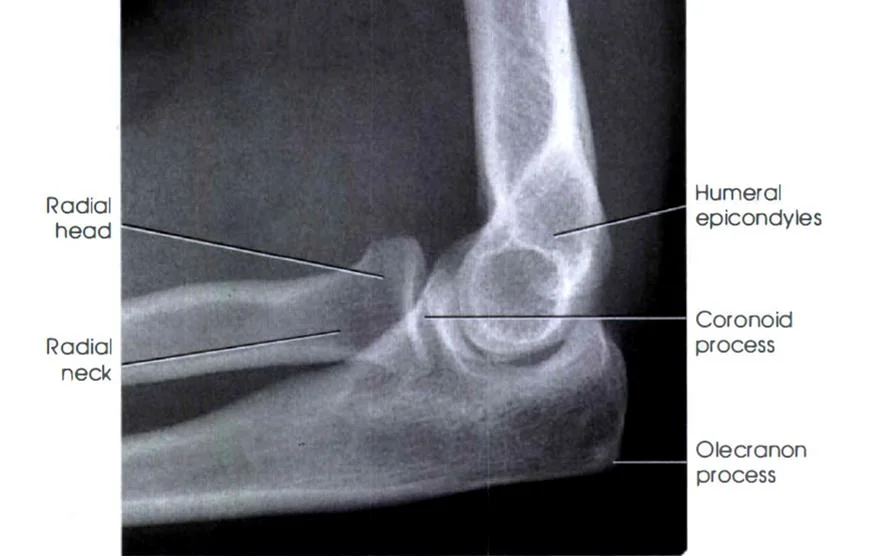 Radial
head
Radial
neck
Humeral
epicondyles
Coronoid
process
Olecranon
process